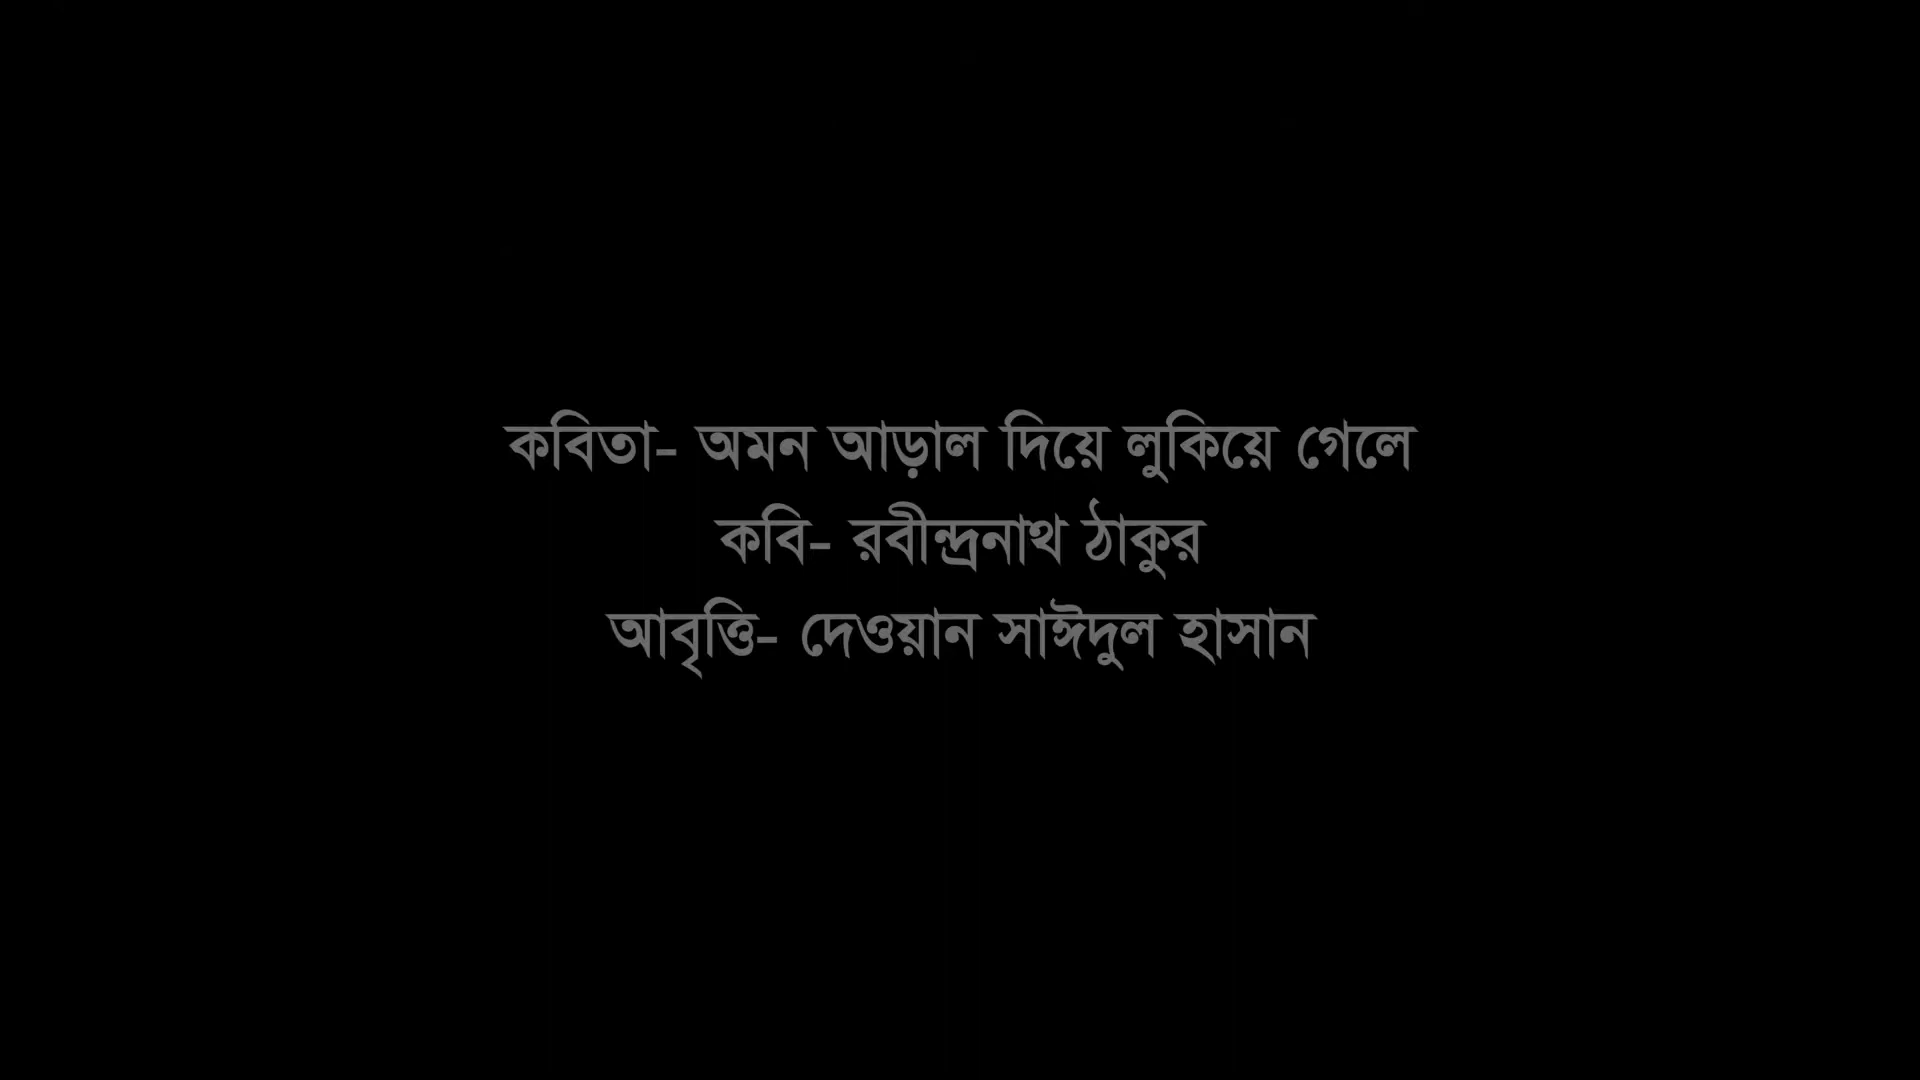 কবিতা- অমন আড়াল দিয়ে লুকিয়ে গেলে
কবি- রবীন্দ্রনাথ ঠাকুর
আবৃত্তি- দেওয়ান সাঈদুল হাসান